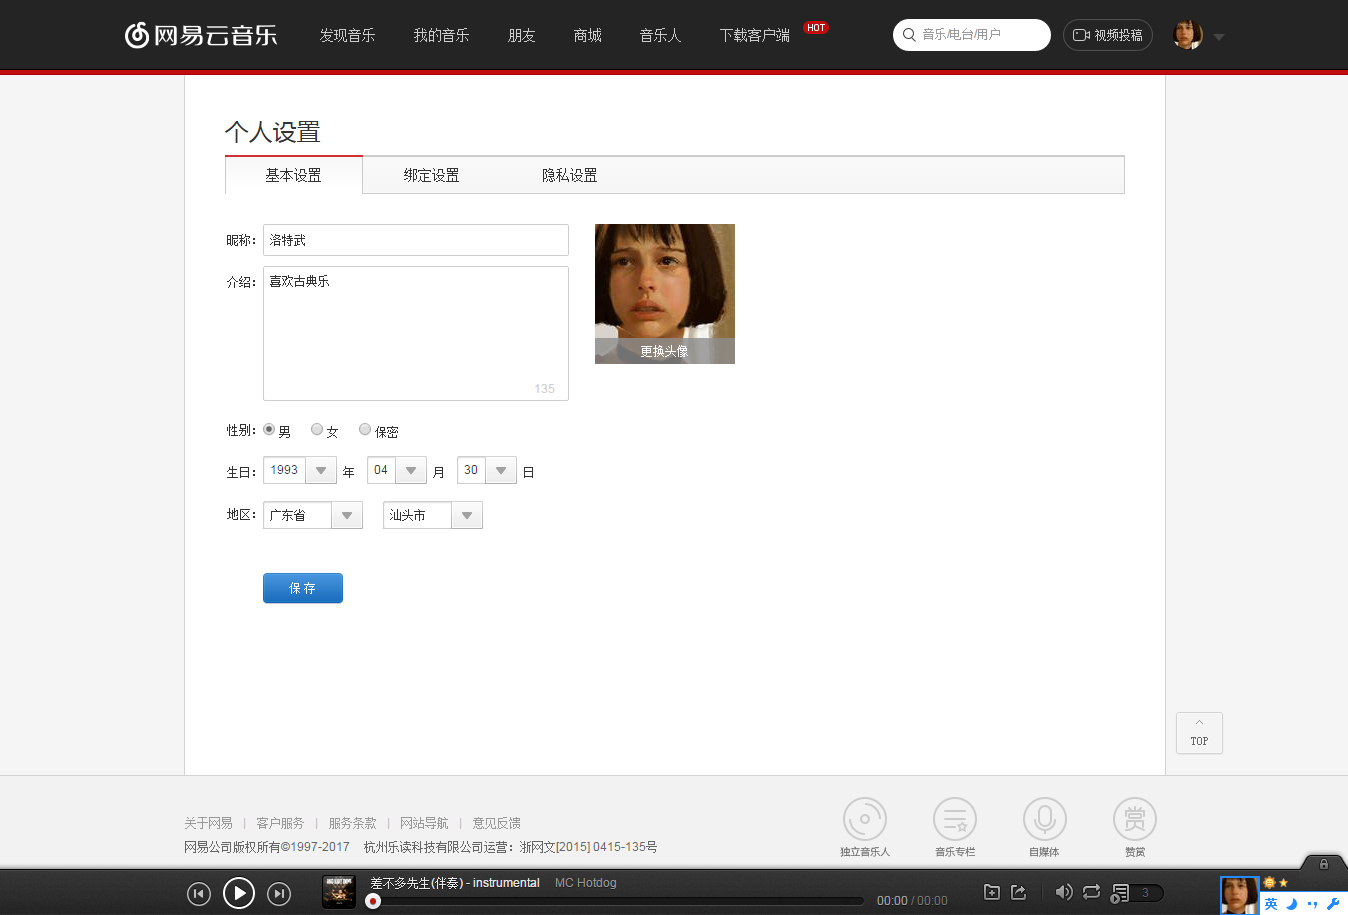 网易云音乐 发现音乐 我的音乐 朋友 商城 音乐人 下载客户端 HOT 音乐/电台/用户 视频投稿
个人设置
基本设置 绑定设置 隐私设置
昵称： 洛特武
介绍： 喜欢古典乐
更换头像
135
性别： 男 女 保密
生日： 1993 年 04 月 30 日
地区： 广东省 汕头市
保 存
TOP
关于网易 | 客户服务 | 服务条款 | 网站导航 | 意见反馈
网易公司版权所有©1997-2017 杭州乐读科技有限公司运营：浙网文[2015] 0415-135号
独立音乐人 音乐专栏 自媒体 赞赏
赏
差不多先生(伴奏) - instrumental MC Hotdog
00:00 / 00:00
3
英